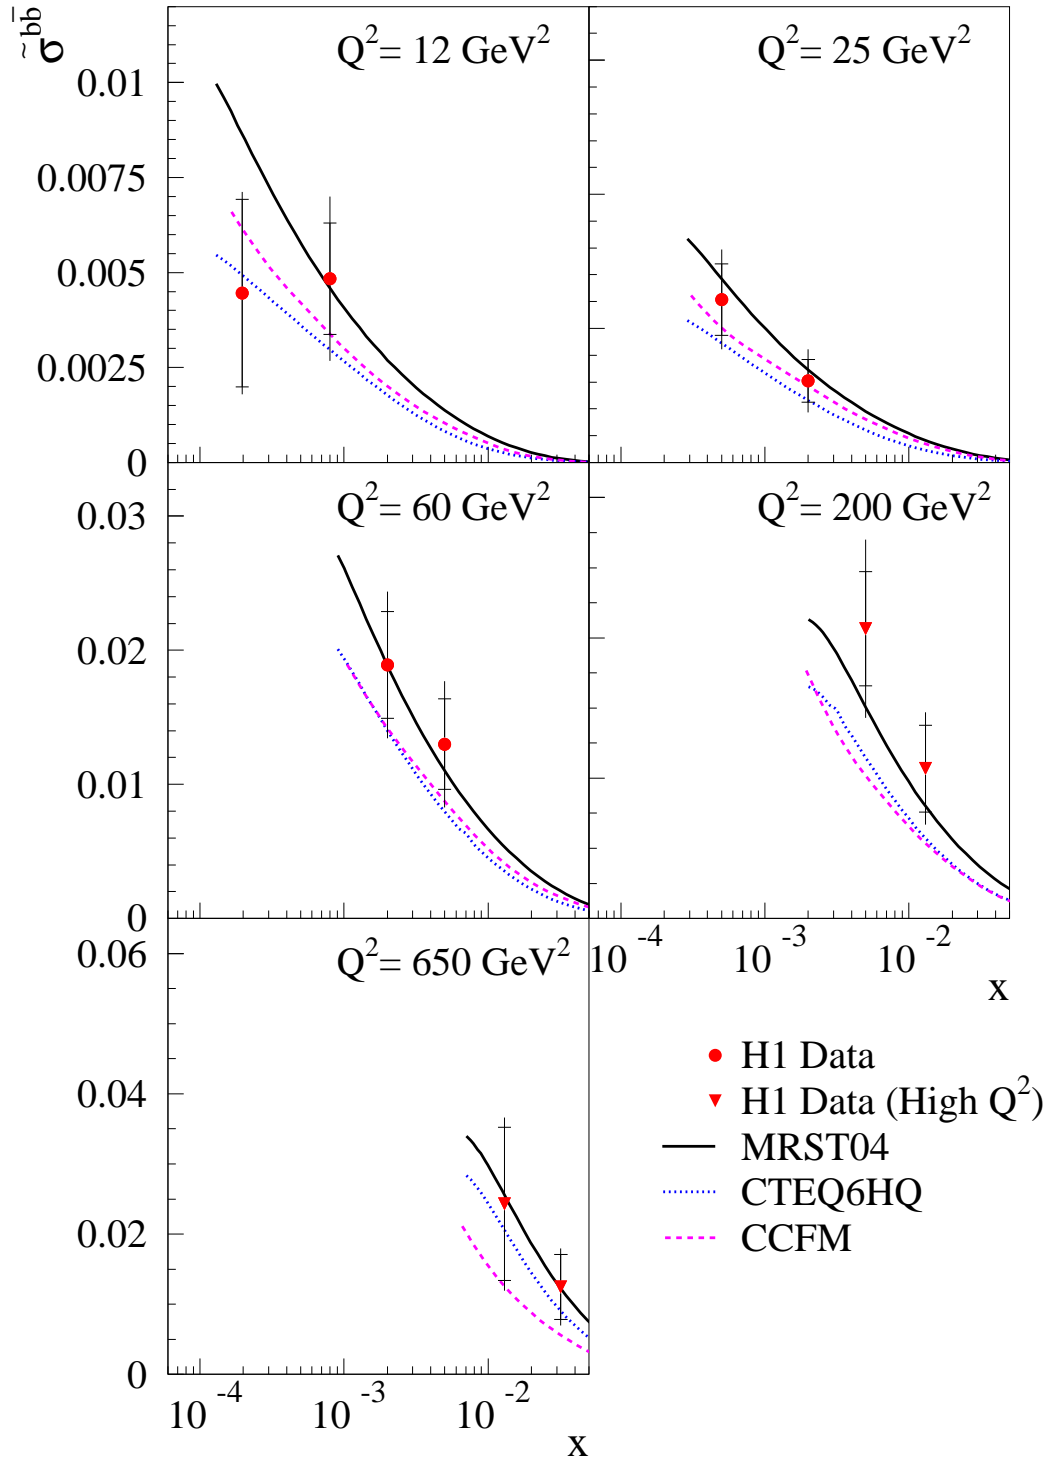 σ̃ᵇᵇ̄
Q²= 12 GeV²
Q²= 25 GeV²
0.01
0.0075
0.005
0.0025
0
Q²= 60 GeV²
Q²= 200 GeV²
0.03
0.02
0.01
0
10⁻⁴ 10⁻³ 10⁻²
x
Q²= 650 GeV²
0.06
0.04
0.02
0
10⁻⁴ 10⁻³ 10⁻²
x
H1 Data
H1 Data (High Q²)
MRST04
CTEQ6HQ
CCFM